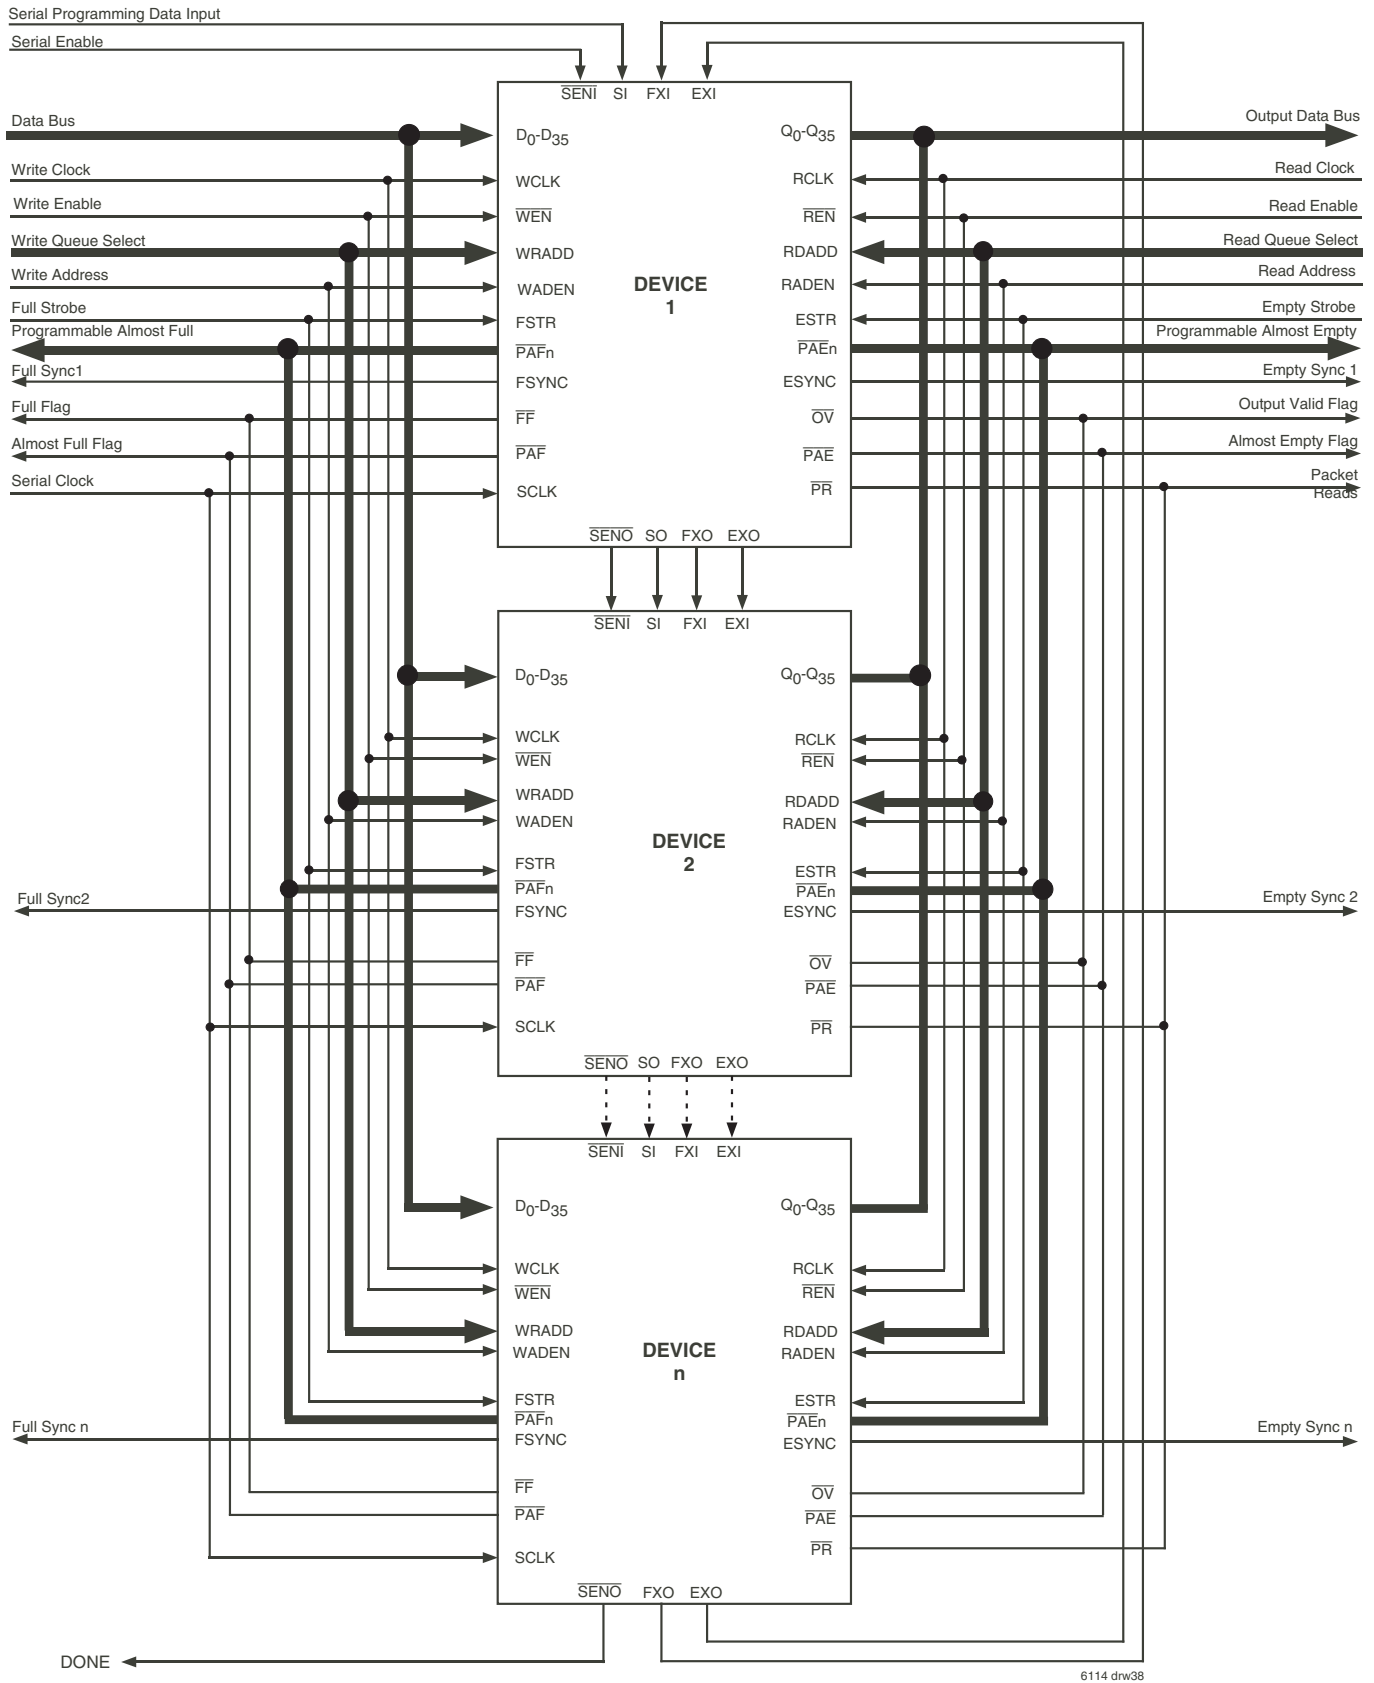 Serial Programming Data Input
Serial Enable
SENI SI FXI EXI
Data Bus D0-D35 Q0-Q35 Output Data Bus
Write Clock WCLK RCLK Read Clock
Write Enable WEN REN Read Enable
Write Queue Select WRADD RDADD Read Queue Select
Write Address WADEN RADEN Read Address
DEVICE
1
Full Strobe FSTR ESTR Empty Strobe
Programmable Almost Full PAFn PAEn Programmable Almost Empty
Full Sync1 FSYNC ESYNC Empty Sync 1
Full Flag FF OV Output Valid Flag
Almost Full Flag PAF PAE Almost Empty Flag
Serial Clock SCLK PR Packet
Reads
SENO SO FXO EXO
SENI SI FXI EXI
D0-D35 Q0-Q35
WCLK RCLK
WEN REN
WRADD RDADD
WADEN RADEN
DEVICE
2
FSTR ESTR
PAFn PAEn
Full Sync2 FSYNC ESYNC Empty Sync 2
FF OV
PAF PAE
SCLK PR
SENO SO FXO EXO
SENI SI FXI EXI
D0-D35 Q0-Q35
WCLK RCLK
WEN REN
WRADD RDADD
WADEN RADEN
DEVICE
n
FSTR ESTR
PAFn PAEn
Full Sync n FSYNC ESYNC Empty Sync n
FF OV
PAF PAE
SCLK PR
SENO FXO EXO
DONE
6114 drw38